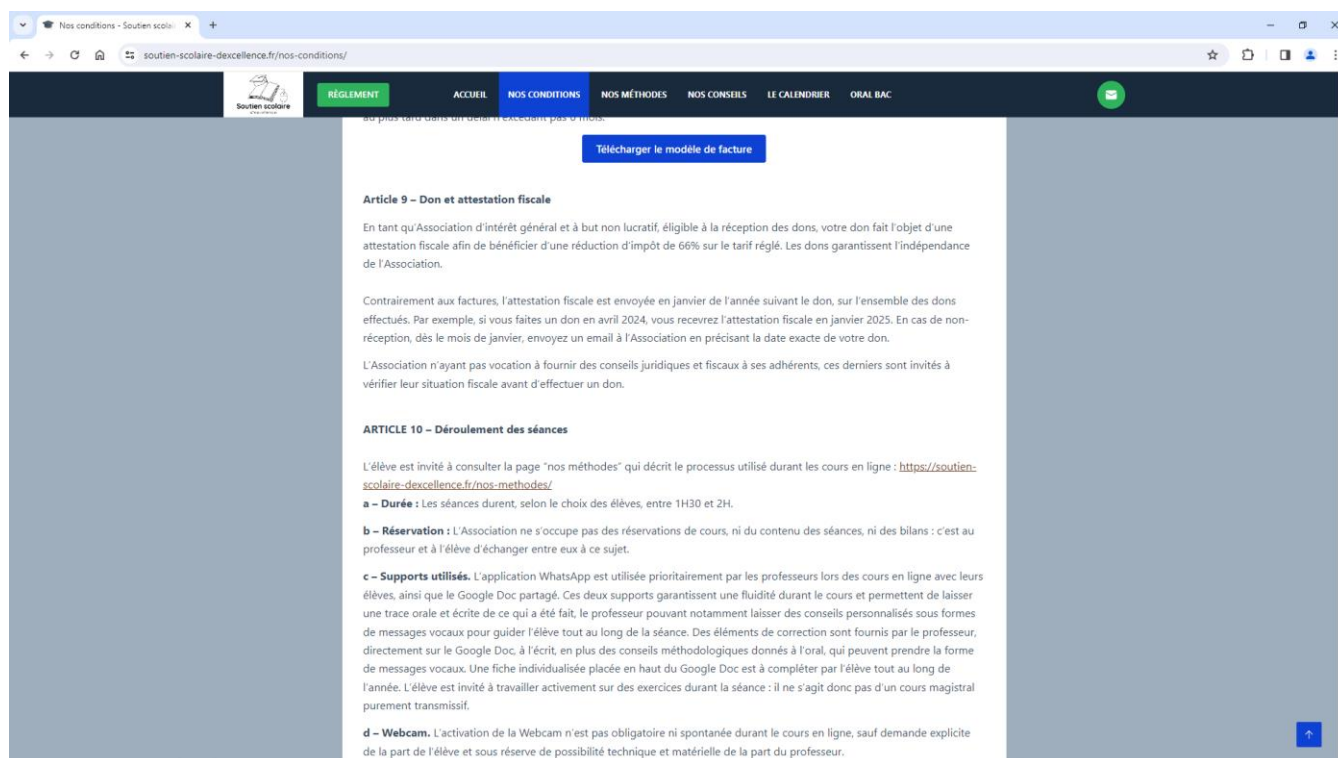 Nos conditions - Soutien scola
soutien-scolaire-dexcellence.fr/nos-conditions/
Soutien scolaire
RÈGLEMENT
ACCUEIL NOS CONDITIONS NOS MÉTHODES NOS CONSEILS LE CALENDRIER ORAL BAC
au plus tard dans un délai n'excédant pas 6 mois.
Télécharger le modèle de facture
Article 9 – Don et attestation fiscale
En tant qu'Association d'intérêt général et à but non lucratif, éligible à la réception des dons, votre don fait l'objet d'une
attestation fiscale afin de bénéficier d'une réduction d'impôt de 66% sur le tarif réglé. Les dons garantissent l'indépendance
de l'Association.
Contrairement aux factures, l'attestation fiscale est envoyée en janvier de l'année suivant le don, sur l'ensemble des dons
effectués. Par exemple, si vous faites un don en avril 2024, vous recevrez l'attestation fiscale en janvier 2025. En cas de non-
réception, dès le mois de janvier, envoyez un email à l'Association en précisant la date exacte de votre don.
L'Association n'ayant pas vocation à fournir des conseils juridiques et fiscaux à ses adhérents, ces derniers sont invités à
vérifier leur situation fiscale avant d'effectuer un don.
ARTICLE 10 – Déroulement des séances
L'élève est invité à consulter la page "nos méthodes" qui décrit le processus utilisé durant les cours en ligne : https://soutien-
scolaire-dexcellence.fr/nos-methodes/
a – Durée : Les séances durent, selon le choix des élèves, entre 1H30 et 2H.
b – Réservation : L'Association ne s'occupe pas des réservations de cours, ni du contenu des séances, ni des bilans : c'est au
professeur et à l'élève d'échanger entre eux à ce sujet.
c – Supports utilisés. L'application WhatsApp est utilisée prioritairement par les professeurs lors des cours en ligne avec leurs
élèves, ainsi que le Google Doc partagé. Ces deux supports garantissent une fluidité durant le cours et permettent de laisser
une trace orale et écrite de ce qui a été fait, le professeur pouvant notamment laisser des conseils personnalisés sous formes
de messages vocaux pour guider l'élève tout au long de la séance. Des éléments de correction sont fournis par le professeur,
directement sur le Google Doc, à l'écrit, en plus des conseils méthodologiques donnés à l'oral, qui peuvent prendre la forme
de messages vocaux. Une fiche individualisée placée en haut du Google Doc est à compléter par l'élève tout au long de
l'année. L'élève est invité à travailler activement sur des exercices durant la séance : il ne s'agit donc pas d'un cours magistral
purement transmissif.
d – Webcam. L'activation de la Webcam n'est pas obligatoire ni spontanée durant le cours en ligne, sauf demande explicite
de la part de l'élève et sous réserve de possibilité technique et matérielle de la part du professeur.